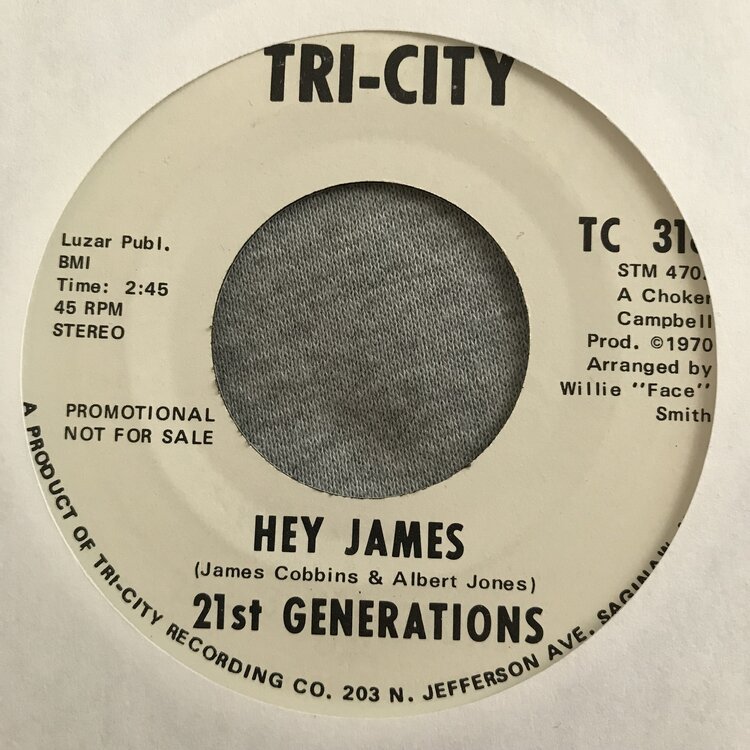 TRI-CITY
Luzar Publ.
BMI
Time: 2:45
45 RPM
STEREO
PROMOTIONAL
NOT FOR SALE
TC
STM
A Choker
Campbell
Prod. ©1970
Arranged by
Willie "Face"
Smith
HEY JAMES
(James Cobbins & Albert Jones)
21st GENERATIONS
A PRODUCT OF TRI-CITY RECORDING CO. 203 N. JEFFERSON AVE. SAGINAW